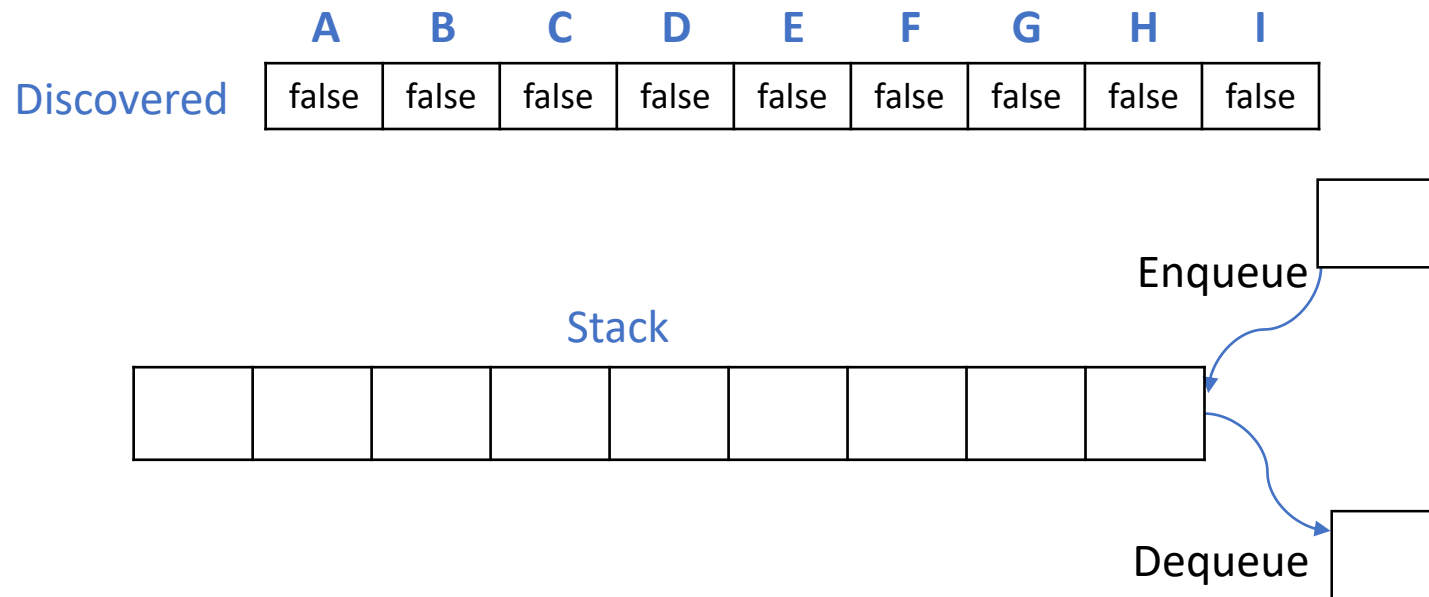 A B C D E F G H I
Discovered false false false false false false false false false
Enqueue
Stack
Dequeue